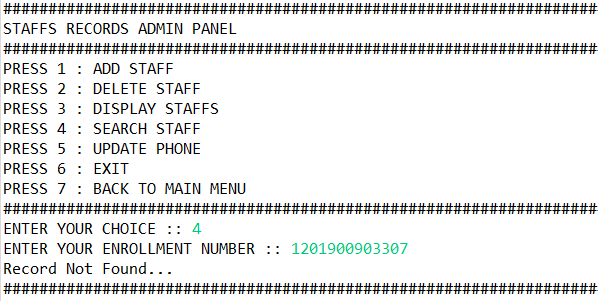 ##################################################################
STAFFS RECORDS ADMIN PANEL
##################################################################
PRESS 1 : ADD STAFF
PRESS 2 : DELETE STAFF
PRESS 3 : DISPLAY STAFFS
PRESS 4 : SEARCH STAFF
PRESS 5 : UPDATE PHONE
PRESS 6 : EXIT
PRESS 7 : BACK TO MAIN MENU
##################################################################
ENTER YOUR CHOICE :: 4
ENTER YOUR ENROLLMENT NUMBER :: 1201900903307
Record Not Found...
##################################################################